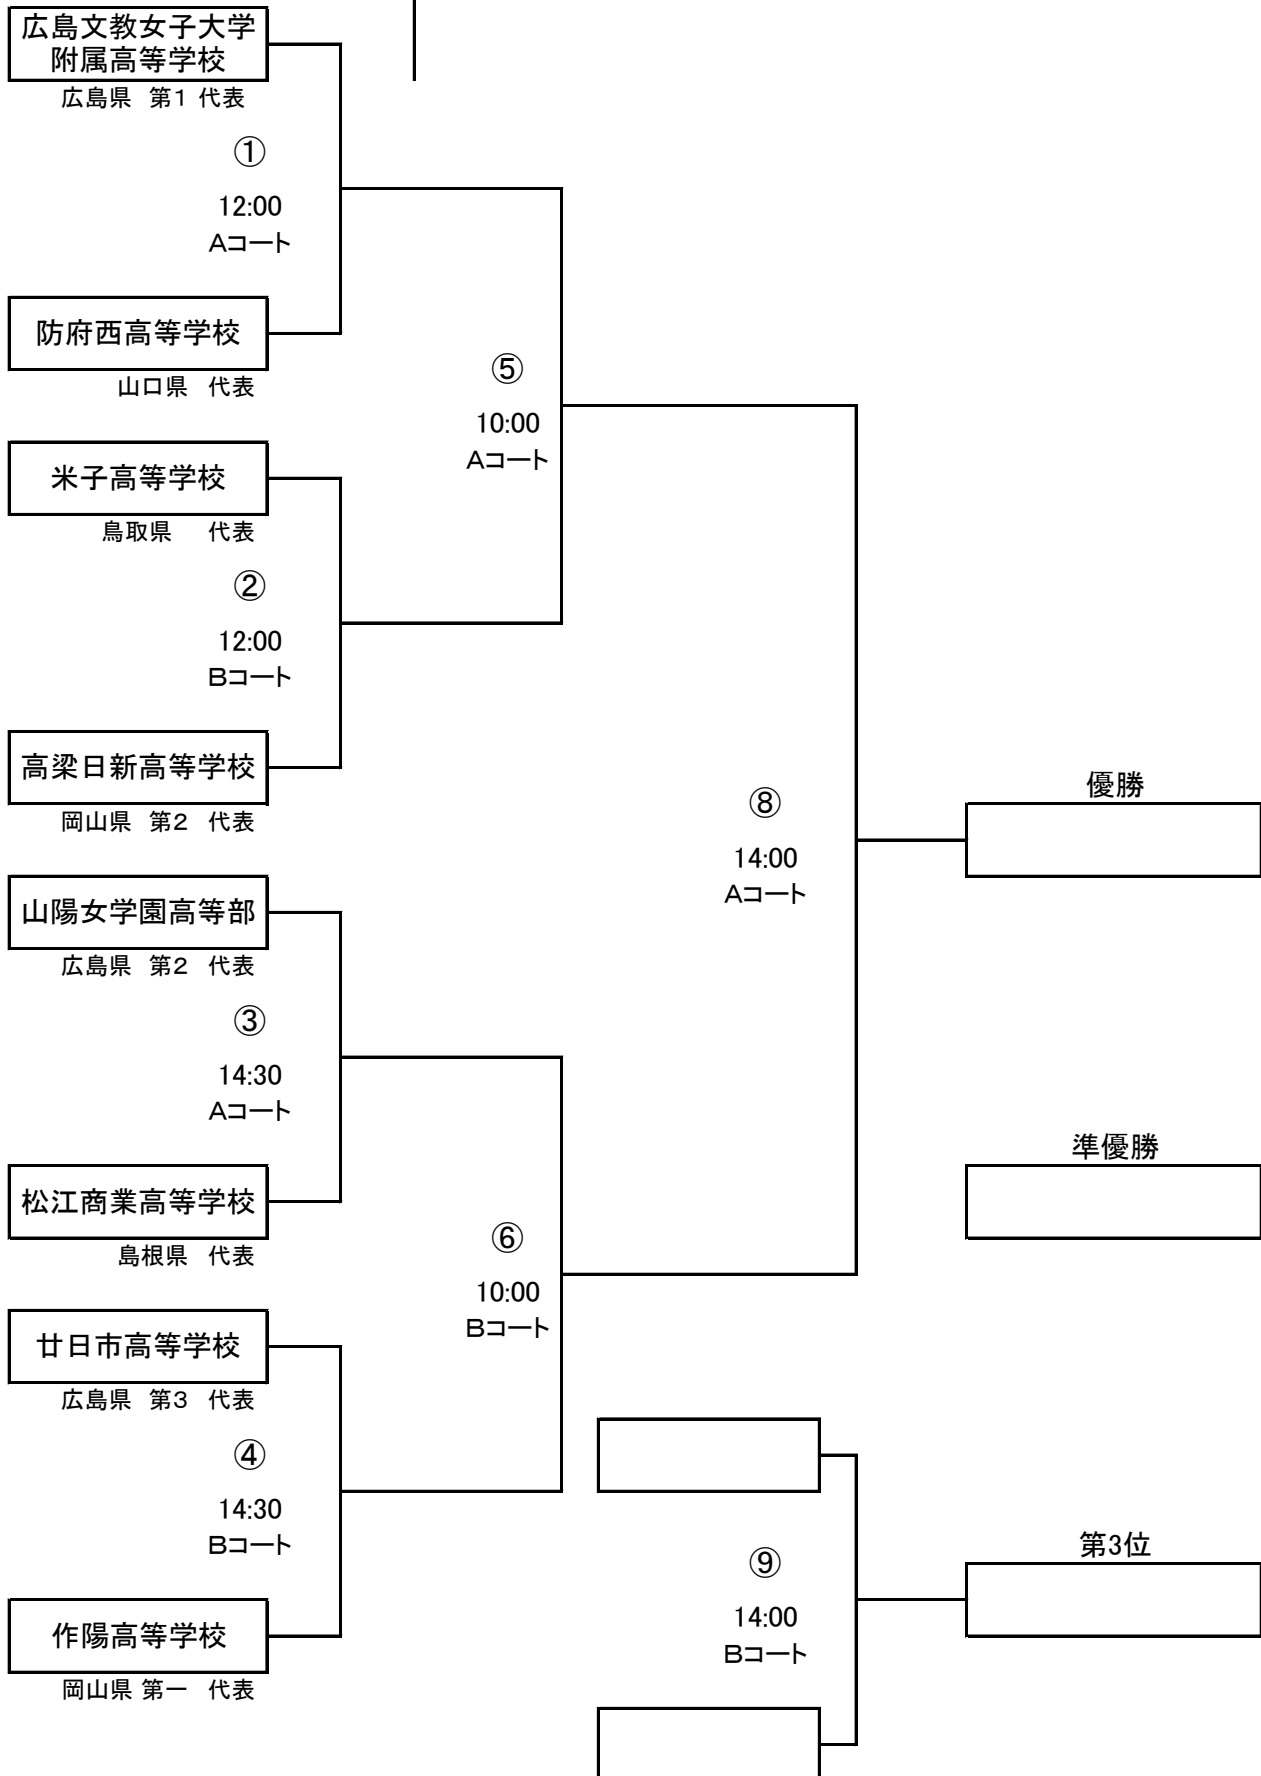 広島文教女子大学
附属高等学校
広島県 第1 代表
①
12:00
Aコート
防府西高等学校
山口県 代表
⑤
10:00
Aコート
米子高等学校
鳥取県 代表
②
12:00
Bコート
高梁日新高等学校
岡山県 第2 代表
優勝
⑧
14:00
Aコート
山陽女学園高等部
広島県 第2 代表
③
14:30
Aコート
準優勝
松江商業高等学校
島根県 代表
⑥
10:00
Bコート
廿日市高等学校
広島県 第3 代表
④
14:30
Bコート
第3位
⑨
14:00
Bコート
作陽高等学校
岡山県 第一 代表